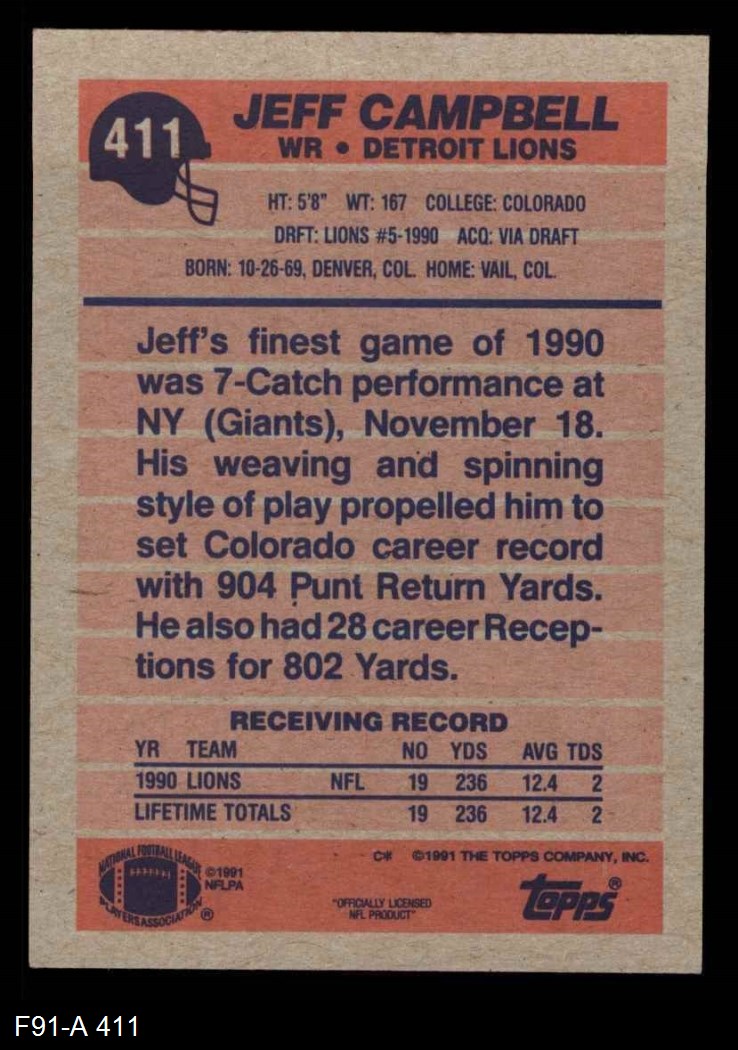 411
JEFF CAMPBELL
WR • DETROIT LIONS
HT: 5'8" WT: 167 COLLEGE: COLORADO
DRFT: LIONS #5-1990 ACQ: VIA DRAFT
BORN: 10-26-69, DENVER, COL. HOME: VAIL, COL.
Jeff's finest game of 1990
was 7-Catch performance at
NY (Giants), November 18.
His weaving and spinning
style of play propelled him to
set Colorado career record
with 904 Punt Return Yards.
He also had 28 career Recep-
tions for 802 Yards.
RECEIVING RECORD
YR TEAM NO YDS AVG TDS
1990 LIONS NFL 19 236 12.4 2
LIFETIME TOTALS 19 236 12.4 2
NATIONAL FOOTBALL LEAGUE
PLAYERS ASSOCIATION ®
©1991
NFLPA
C# ©1991 THE TOPPS COMPANY, INC.
"OFFICIALLY LICENSED
NFL PRODUCT"
topps®
F91-A 411